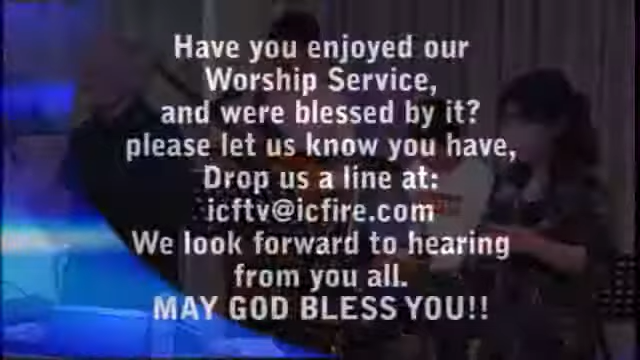 Have you enjoyed our
Worship Service,
and were blessed by it?
please let us know you have,
Drop us a line at:
icftv@icfire.com
We look forward to hearing
from you all.
MAY GOD BLESS YOU!!